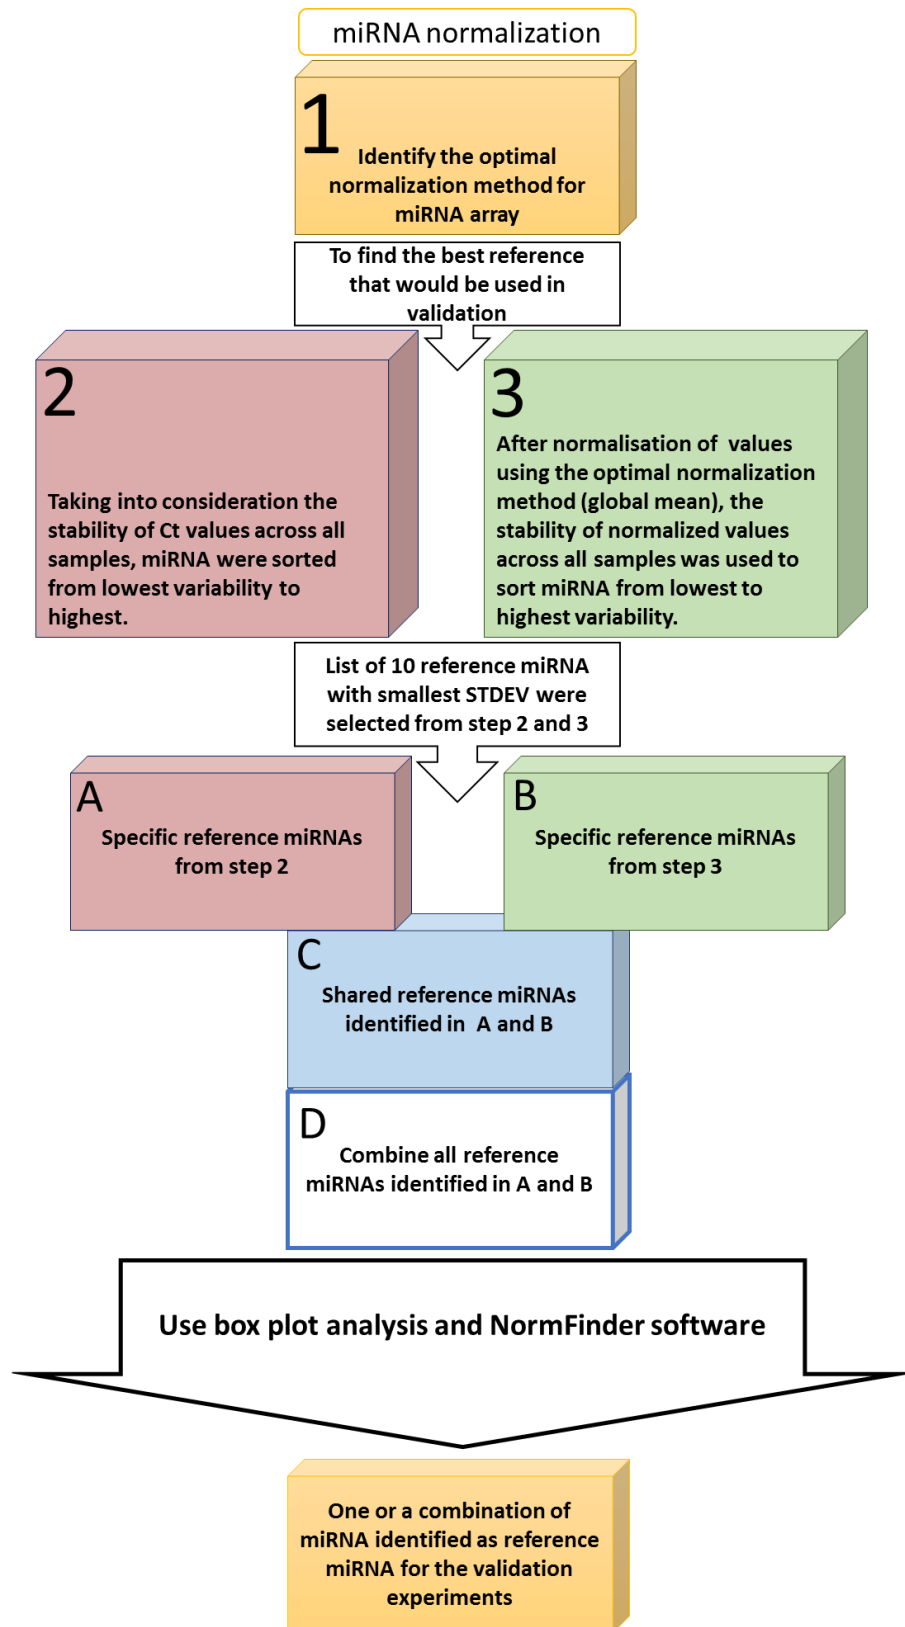 miRNA normalization
1
Identify the optimal
normalization method for
miRNA array
To find the best reference
that would be used in
validation
2
Taking into consideration the
stability of Ct values across all
samples, miRNA were sorted
from lowest variability to
highest.
3
After normalisation of values
using the optimal normalization
method (global mean), the
stability of normalized values
across all samples was used to
sort miRNA from lowest to
highest variability.
List of 10 reference miRNA
with smallest STDEV were
selected from step 2 and 3
A
Specific reference miRNAs
from step 2
B
Specific reference miRNAs
from step 3
C
Shared reference miRNAs
identified in A and B
D
Combine all reference
miRNAs identified in A and B
Use box plot analysis and NormFinder software
One or a combination of
miRNA identified as reference
miRNA for the validation
experiments